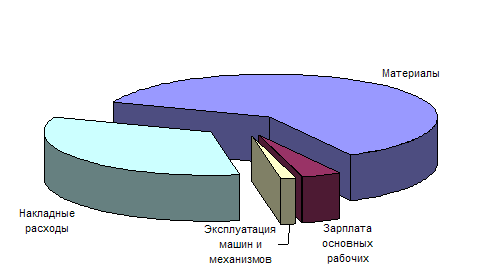 Материалы
Накладные
расходы
Эксплуатация
машин и
механизмов
Зарплата
основных
рабочих